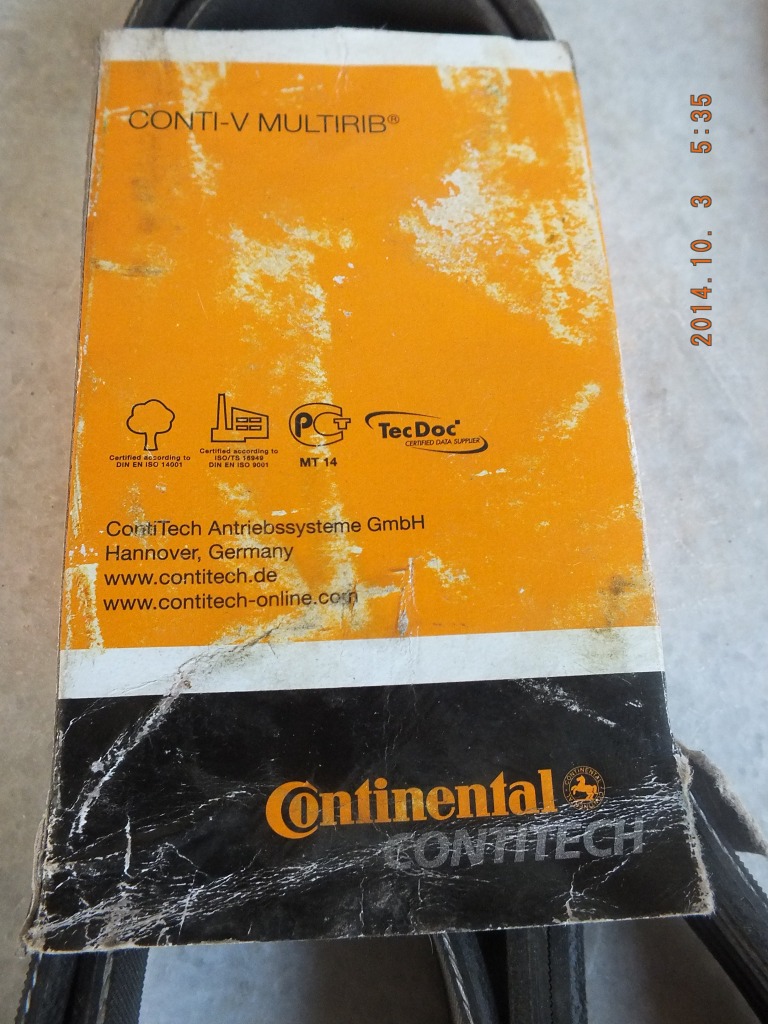 CONTI-V MULTIRIB®
Certified according to
DIN EN ISO 14001
Certified according to
ISO/TS 16949
DIN EN ISO 9001
PCT
MT 14
TecDoc
CERTIFIED DATA SUPPLIER
ContiTech Antriebssysteme GmbH
Hannover, Germany
www.contitech.de
www.contitech-online.com
Continental
CONTINENTAL
CONTITECH
2014.10. 3 5:35